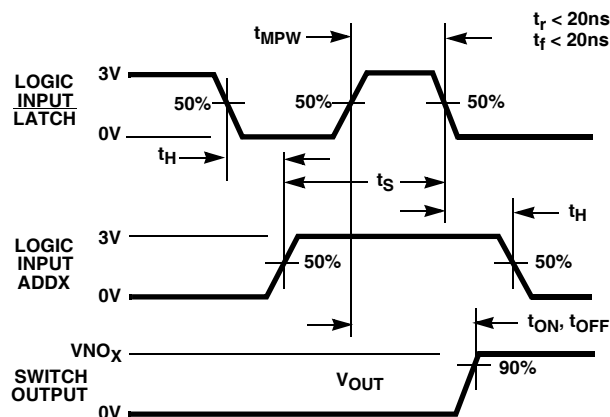 tr < 20ns
tf < 20ns
tMPW
LOGIC
INPUT
LATCH
3V
0V
50%
50%
50%
tH
tS
tH
LOGIC
INPUT
ADDX
3V
0V
50%
50%
tON, tOFF
SWITCH
OUTPUT
VNOX
0V
VOUT
90%